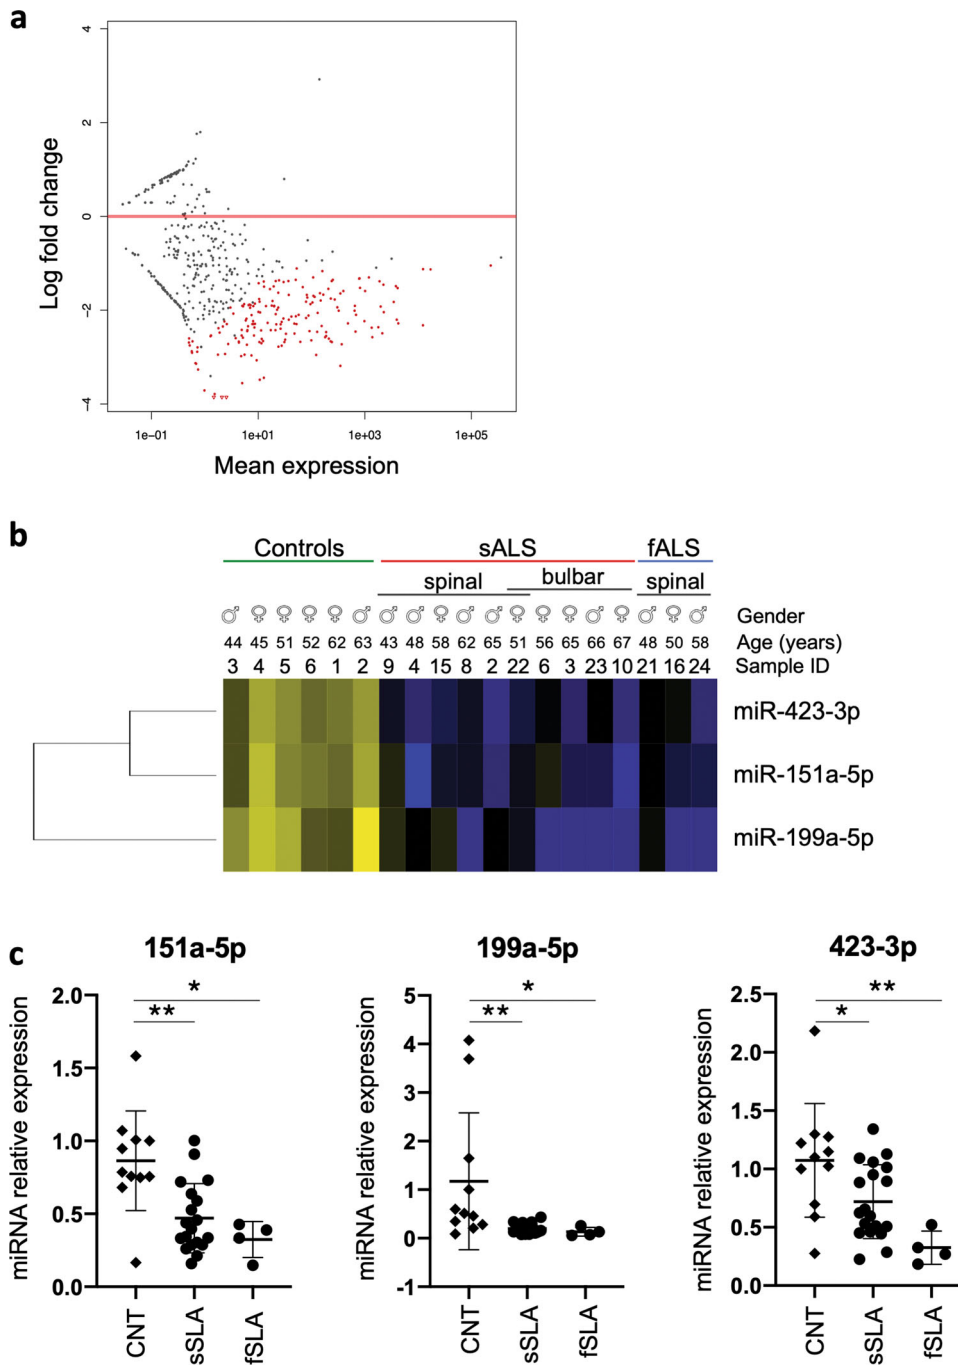 a
4
2
0
-2
-4
Log fold change
1e-01 1e+01 1e+03 1e+05
Mean expression
b
Controls sALS fALS
spinal bulbar spinal
♂ ♀ ♀ ♀ ♀ ♂ ♂ ♂ ♀ ♂ ♂ ♀ ♀ ♀ ♂ ♀ ♂ ♀ ♂ Gender
44 45 51 52 62 63 43 48 58 62 65 51 56 65 66 67 48 50 58 Age (years)
3 4 5 6 1 2 9 4 15 8 2 22 6 3 23 10 21 16 24 Sample ID
miR-423-3p
miR-151a-5p
miR-199a-5p
c
151a-5p
* 
**
miRNA relative expression
2.0
1.5
1.0
0.5
0.0
CNT
sSLA
fSLA
199a-5p
*
**
miRNA relative expression
5
4
3
2
1
0
-1
CNT
sSLA
fSLA
423-3p
**
*
miRNA relative expression
2.5
2.0
1.5
1.0
0.5
0.0
CNT
sSLA
fSLA